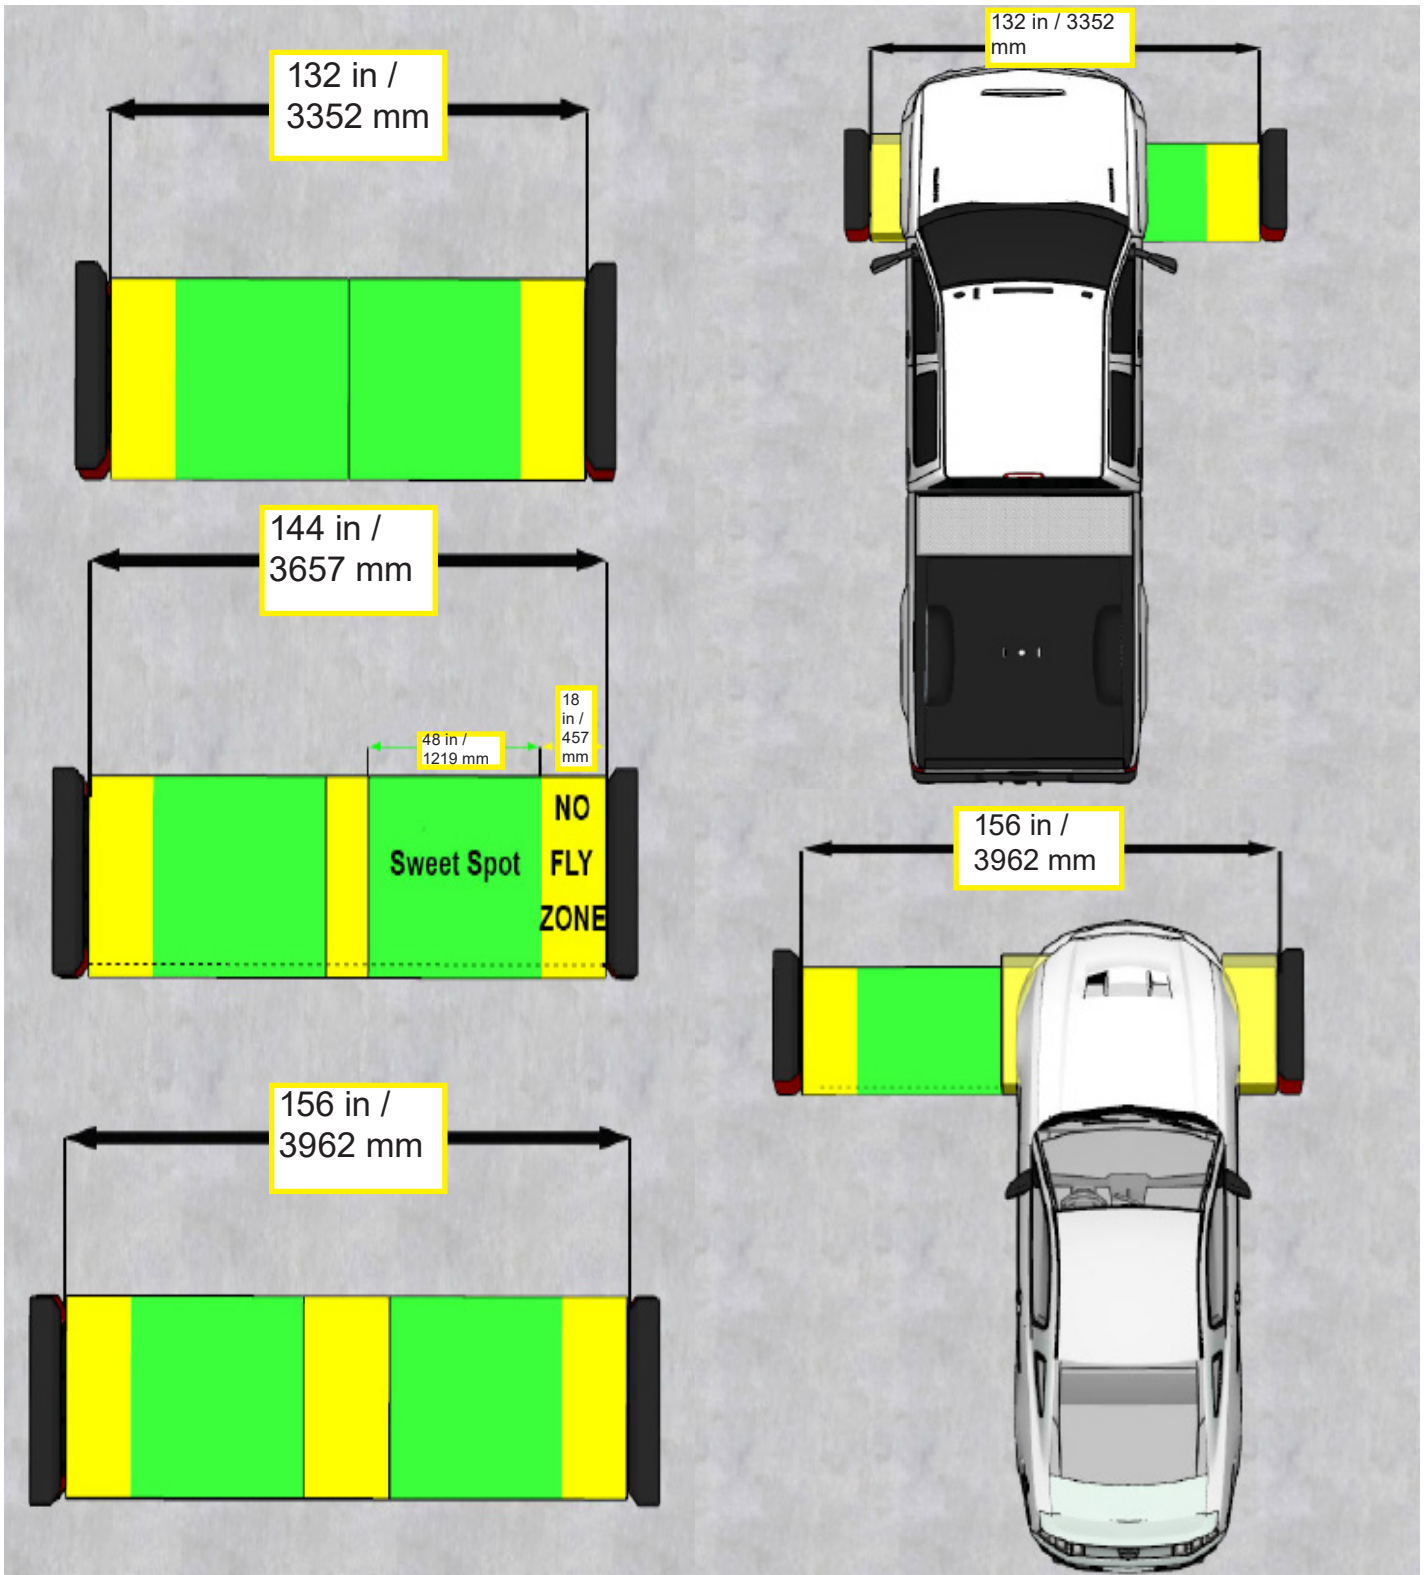 132 in /
3352 mm
132 in / 3352
mm
144 in /
3657 mm
18
in /
457
mm
48 in /
1219 mm
NO
FLY
ZONE
Sweet Spot
156 in /
3962 mm
156 in /
3962 mm